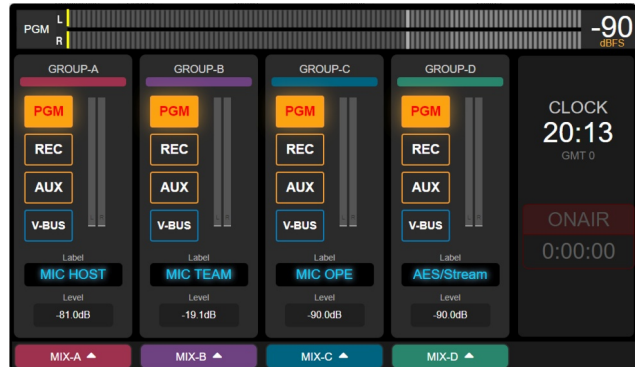 PGM
L
R
-90
dBFS
GROUP-A
PGM
REC
AUX
V-BUS
L R
Label
MIC HOST
Level
-81.0dB
MIX-A
GROUP-B
PGM
REC
AUX
V-BUS
L R
Label
MIC TEAM
Level
-19.1dB
MIX-B
GROUP-C
PGM
REC
AUX
V-BUS
L R
Label
MIC OPE
Level
-90.0dB
MIX-C
GROUP-D
PGM
REC
AUX
V-BUS
L R
Label
AES/Stream
Level
-90.0dB
MIX-D
CLOCK
20:13
GMT 0
ONAIR
0:00:00